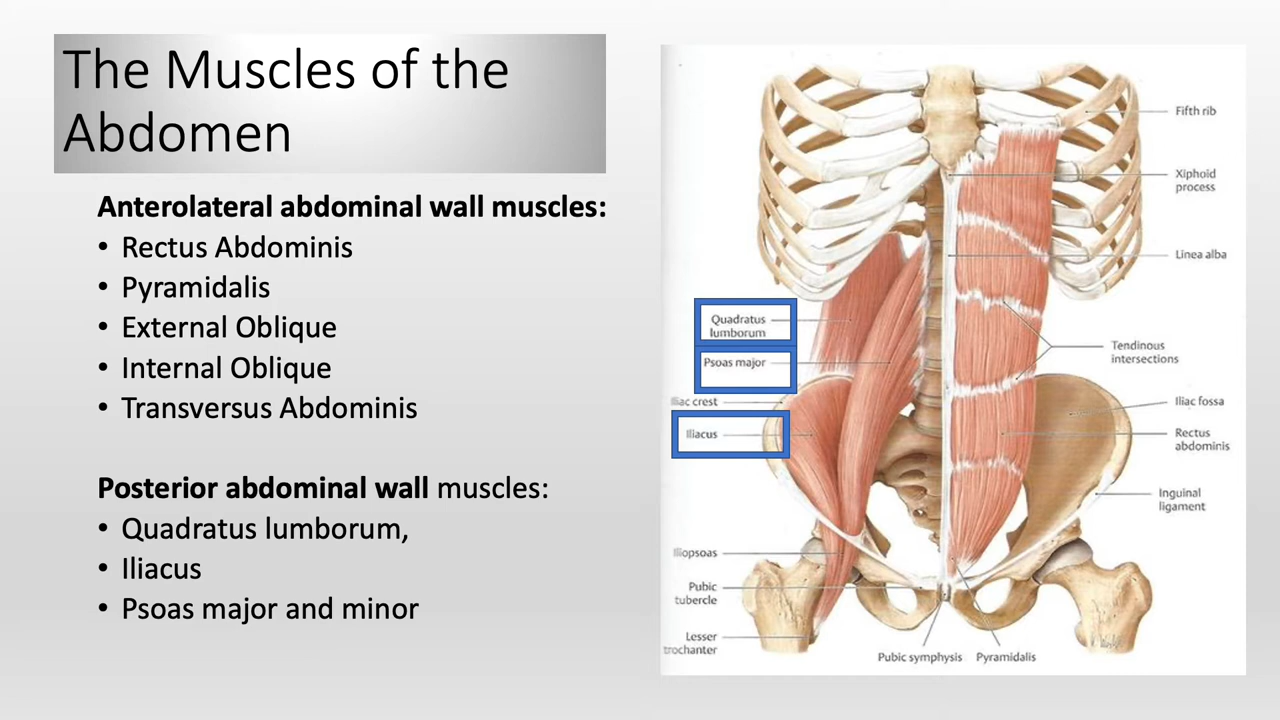 The Muscles of the
Abdomen
Anterolateral abdominal wall muscles:
• Rectus Abdominis
• Pyramidalis
• External Oblique
• Internal Oblique
• Transversus Abdominis
Posterior abdominal wall muscles:
• Quadratus lumborum,
• Iliacus
• Psoas major and minor
Quadratus
lumborum
Psoas major
Iliac crest
Iliacus
Iliopsoas
Pubic
tubercle
Lesser
trochanter
Pubic symphysis
Pyramidalis
Fifth rib
Xiphoid
process
Linea alba
Tendinous
intersections
Iliac fossa
Rectus
abdominis
Inguinal
ligament